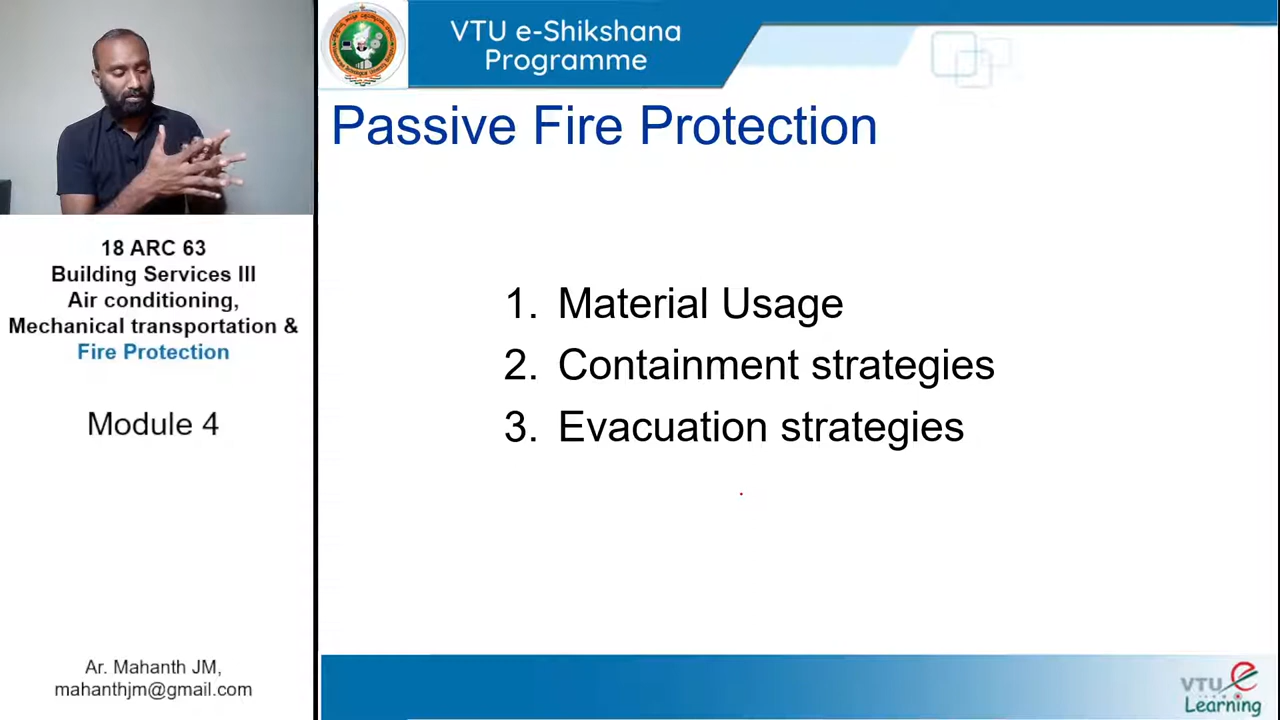 VTU e-Shikshana
Programme
Passive Fire Protection
18 ARC 63
Building Services III
Air conditioning,
Mechanical transportation &
Fire Protection
Module 4
1. Material Usage
2. Containment strategies
3. Evacuation strategies
Ar. Mahanth JM,
mahanthjm@gmail.com
VTU e
Learning